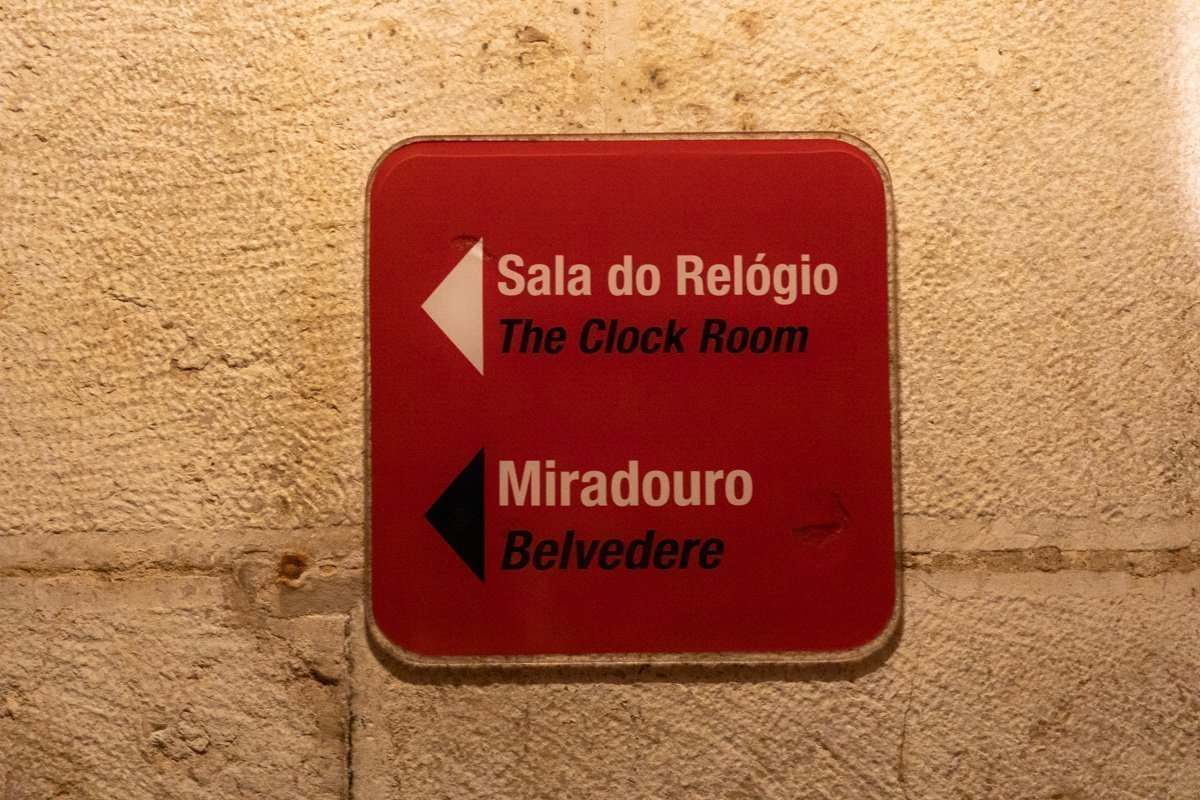 Sala do Relógio
The Clock Room
Miradouro
Belvedere